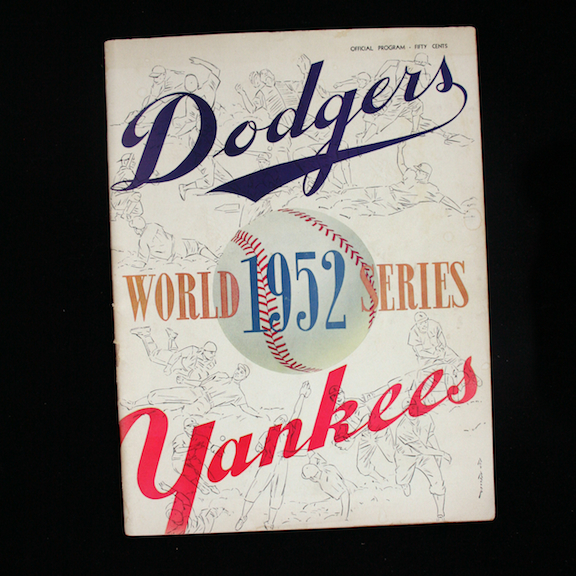 OFFICIAL PROGRAM - FIFTY CENTS
Dodgers
WORLD 1952 SERIES
Yankees